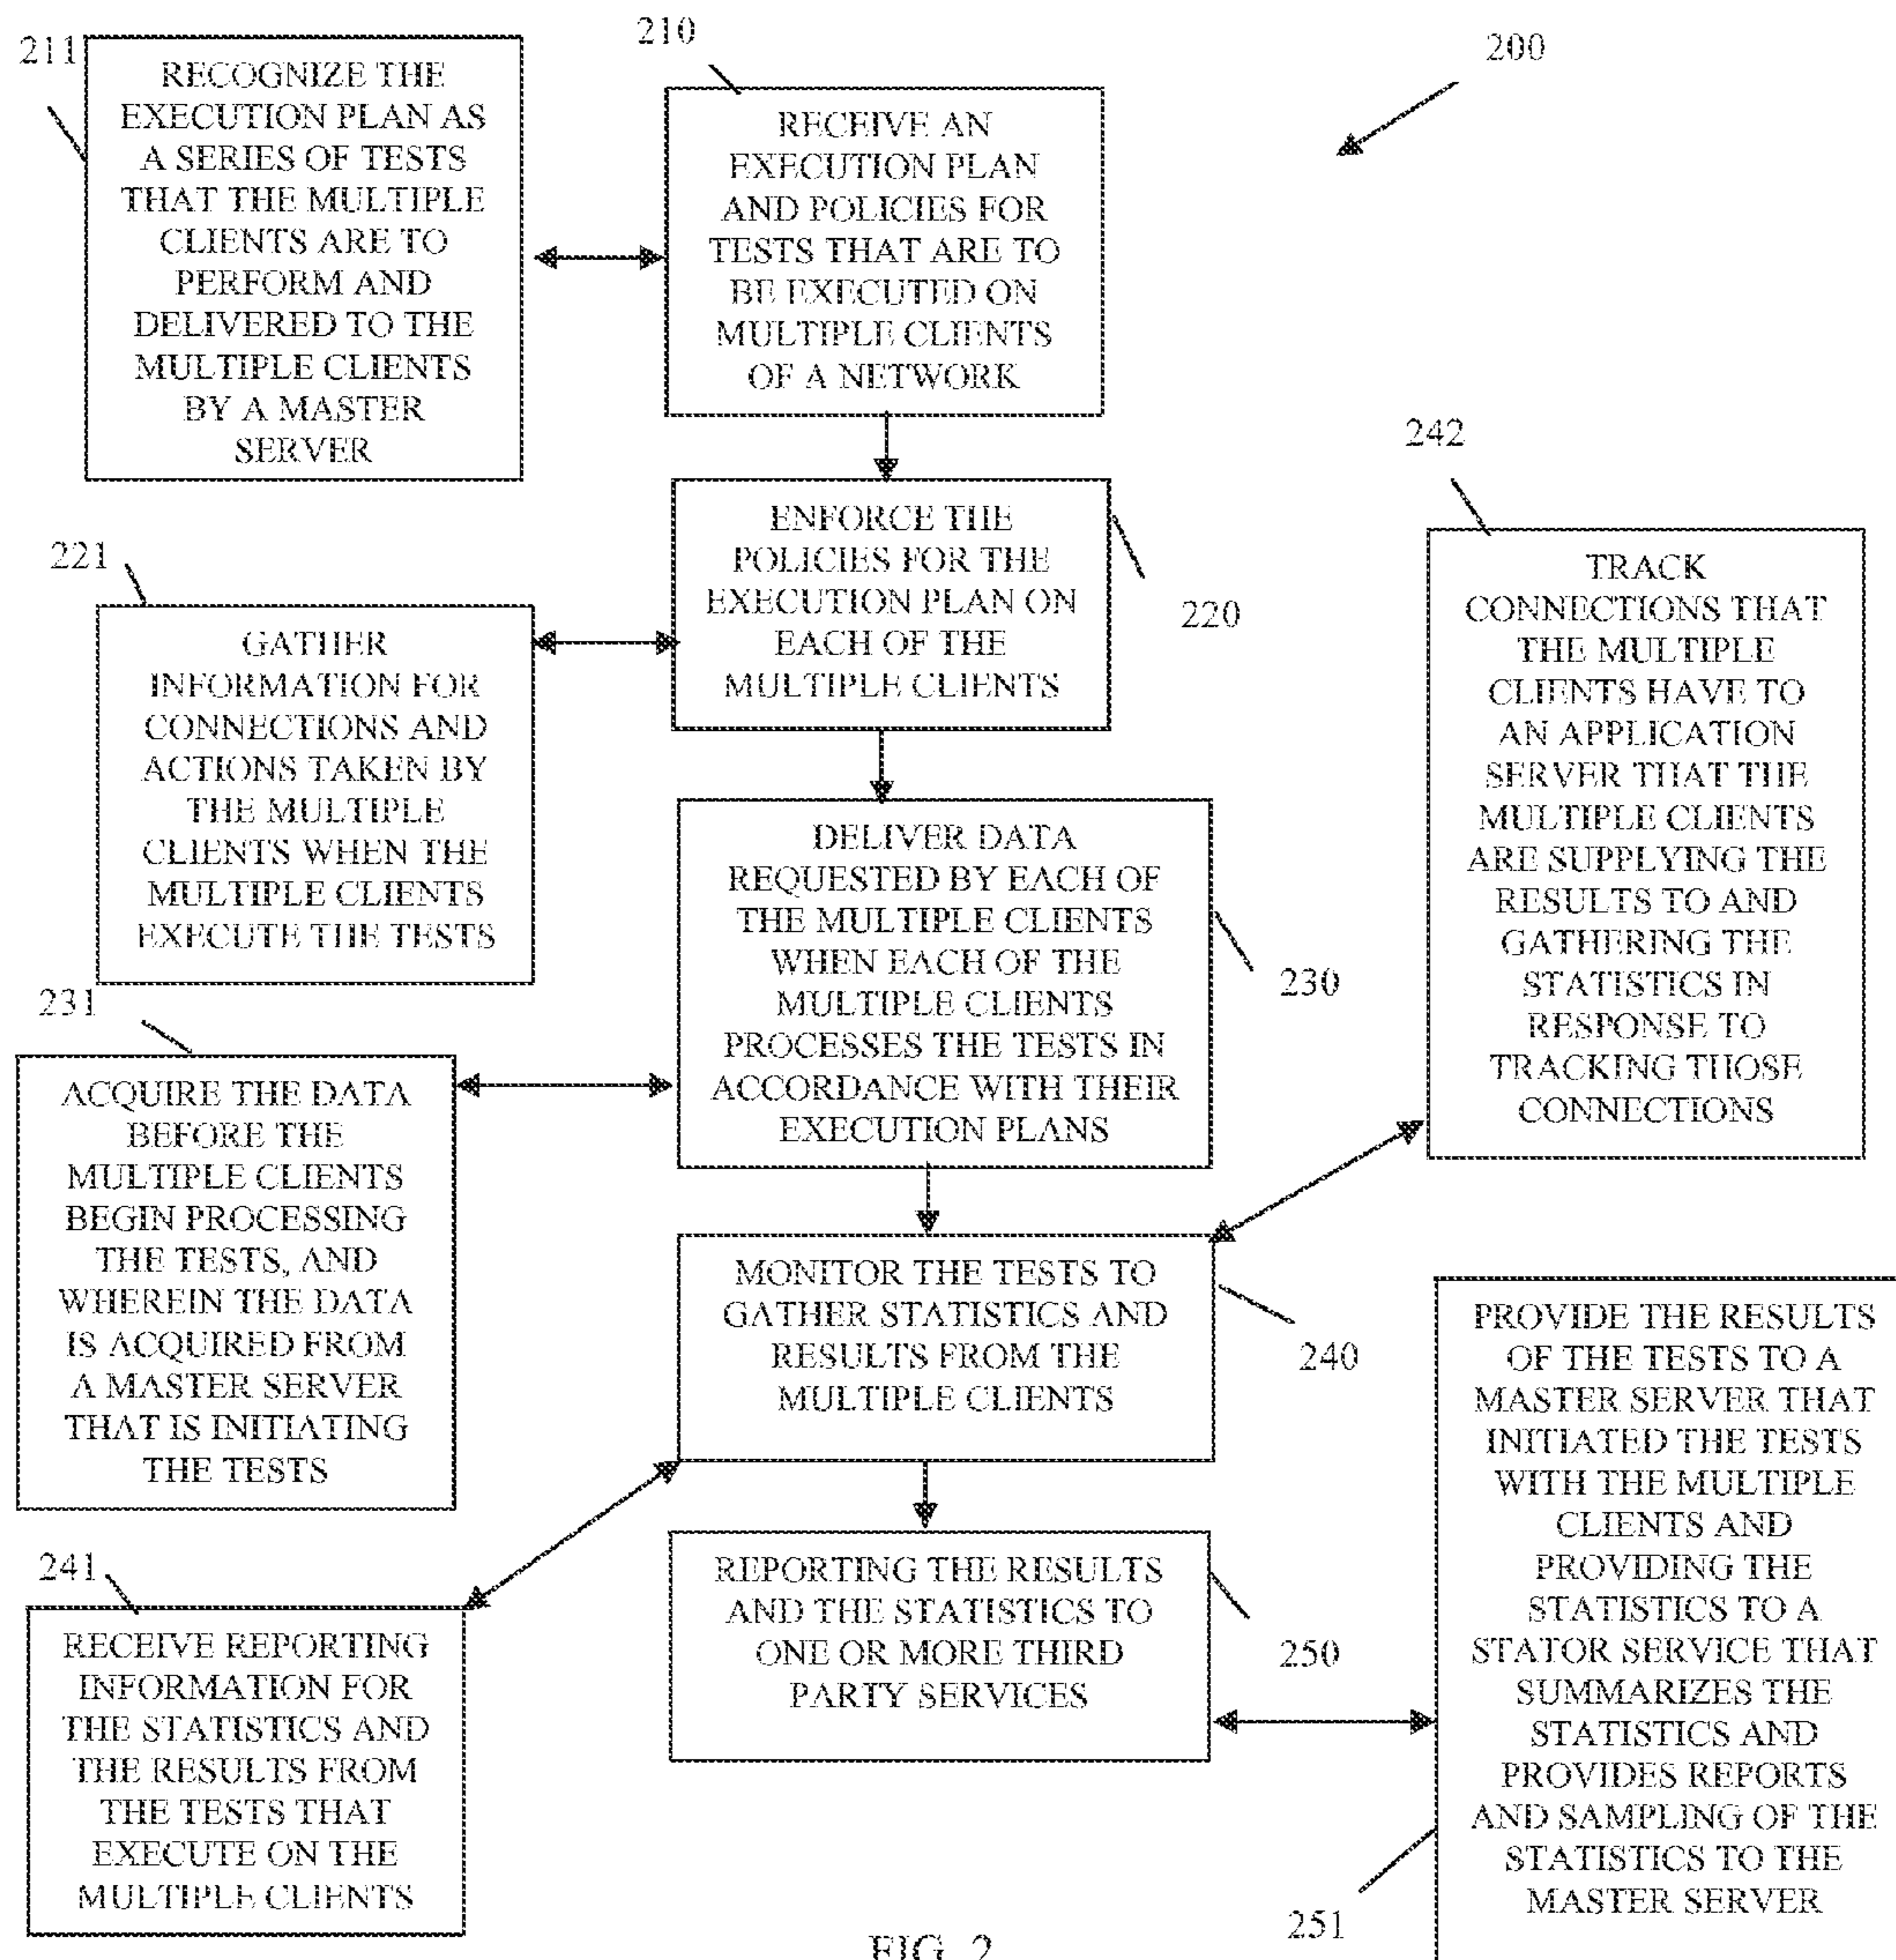 211
RECOGNIZE THE
EXECUTION PLAN AS
A SERIES OF TESTS
THAT THE MULTIPLE
CLIENTS ARE TO
PERFORM AND
DELIVERED TO THE
MULTIPLE CLIENTS
BY A MASTER
SERVER
210
RECEIVE AN
EXECUTION PLAN
AND POLICIES FOR
TESTS THAT ARE TO
BE EXECUTED ON
MULTIPLE CLIENTS
OF A NETWORK
200
221
GATHER
INFORMATION FOR
CONNECTIONS AND
ACTIONS TAKEN BY
THE MULTIPLE
CLIENTS WHEN THE
MULTIPLE CLIENTS
EXECUTE THE TESTS
ENFORCE THE
POLICIES FOR THE
EXECUTION PLAN ON
EACH OF THE
MULTIPLE CLIENTS
220
242
TRACK
CONNECTIONS THAT
THE MULTIPLE
CLIENTS HAVE TO
AN APPLICATION
SERVER THAT THE
MULTIPLE CLIENTS
ARE SUPPLYING THE
RESULTS TO AND
GATHERING THE
STATISTICS IN
RESPONSE TO
TRACKING THOSE
CONNECTIONS
231
ACQUIRE THE DATA
BEFORE THE
MULTIPLE CLIENTS
BEGIN PROCESSING
THE TESTS, AND
WHEREIN THE DATA
IS ACQUIRED FROM
A MASTER SERVER
THAT IS INITIATING
THE TESTS
DELIVER DATA
REQUESTED BY EACH OF
THE MULTIPLE CLIENTS
WHEN EACH OF THE
MULTIPLE CLIENTS
PROCESSES THE TESTS IN
ACCORDANCE WITH THEIR
EXECUTION PLANS
230
MONITOR THE TESTS TO
GATHER STATISTICS AND
RESULTS FROM THE
MULTIPLE CLIENTS
240
241
RECEIVE REPORTING
INFORMATION FOR
THE STATISTICS AND
THE RESULTS FROM
THE TESTS THAT
EXECUTE ON THE
MULTIPLE CLIENTS
REPORTING THE RESULTS
AND THE STATISTICS TO
ONE OR MORE THIRD
PARTY SERVICES
250
PROVIDE THE RESULTS
OF THE TESTS TO A
MASTER SERVER THAT
INITIATED THE TESTS
WITH THE MULTIPLE
CLIENTS AND
PROVIDING THE
STATISTICS TO A
STATOR SERVICE THAT
SUMMARIZES THE
STATISTICS AND
PROVIDES REPORTS
AND SAMPLING OF THE
STATISTICS TO THE
MASTER SERVER
251
FIG. 2